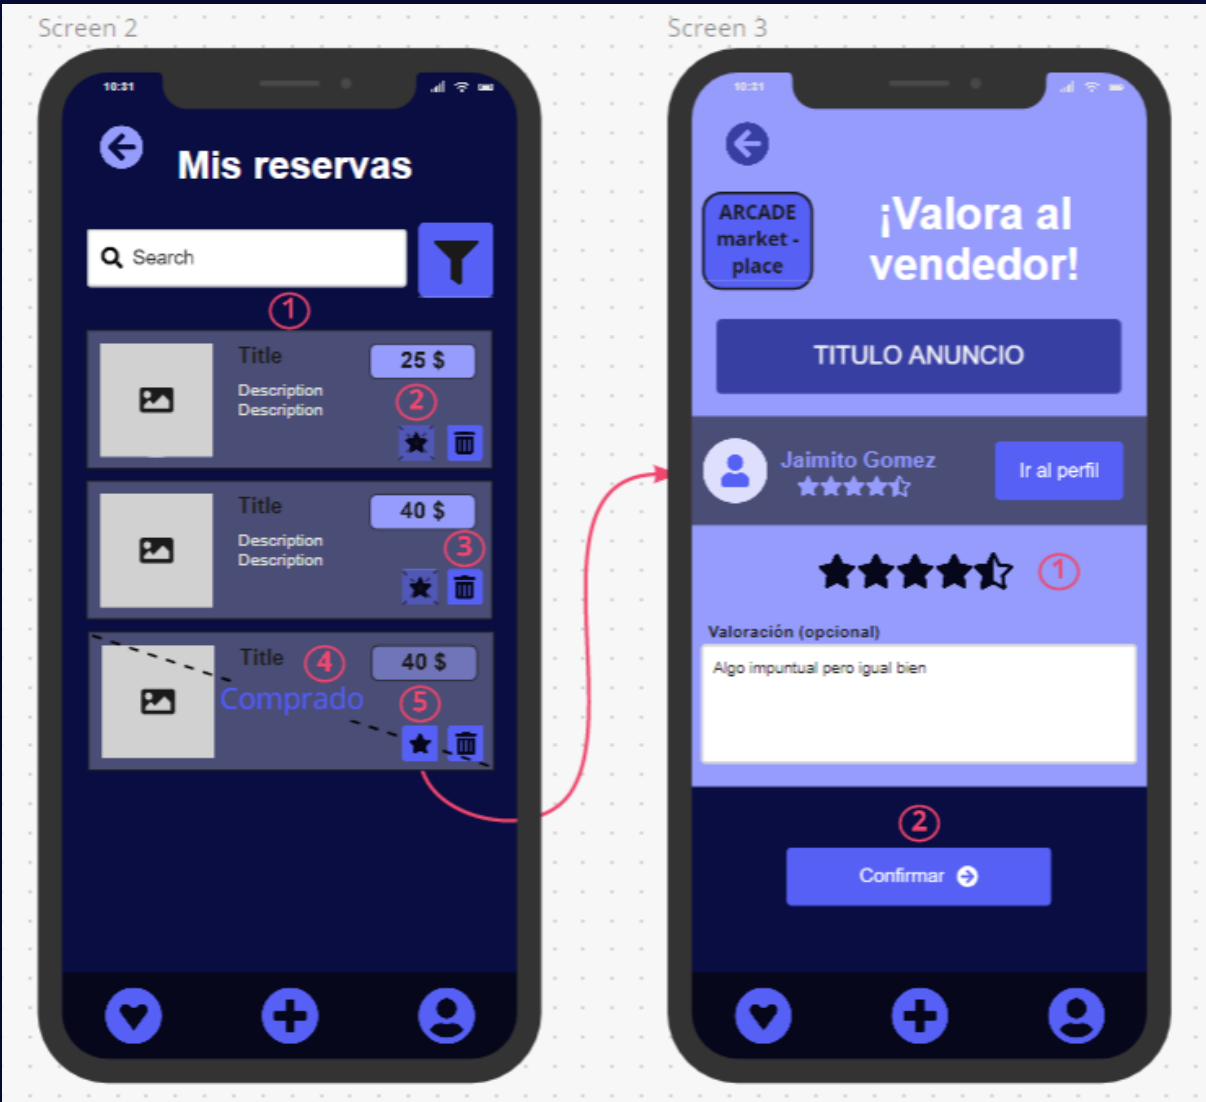 Screen 2
10:31
Mis reservas
Search
1
Title
25 $
Description
Description
2
Title
40 $
Description
Description
3
Title
4
40 $
Comprado
5
Screen 3
10:31
ARCADE
market -
place
¡Valora al
vendedor!
TITULO ANUNCIO
Jaimito Gomez
Ir al perfil
1
Valoración (opcional)
Algo impuntual pero igual bien
2
Confirmar